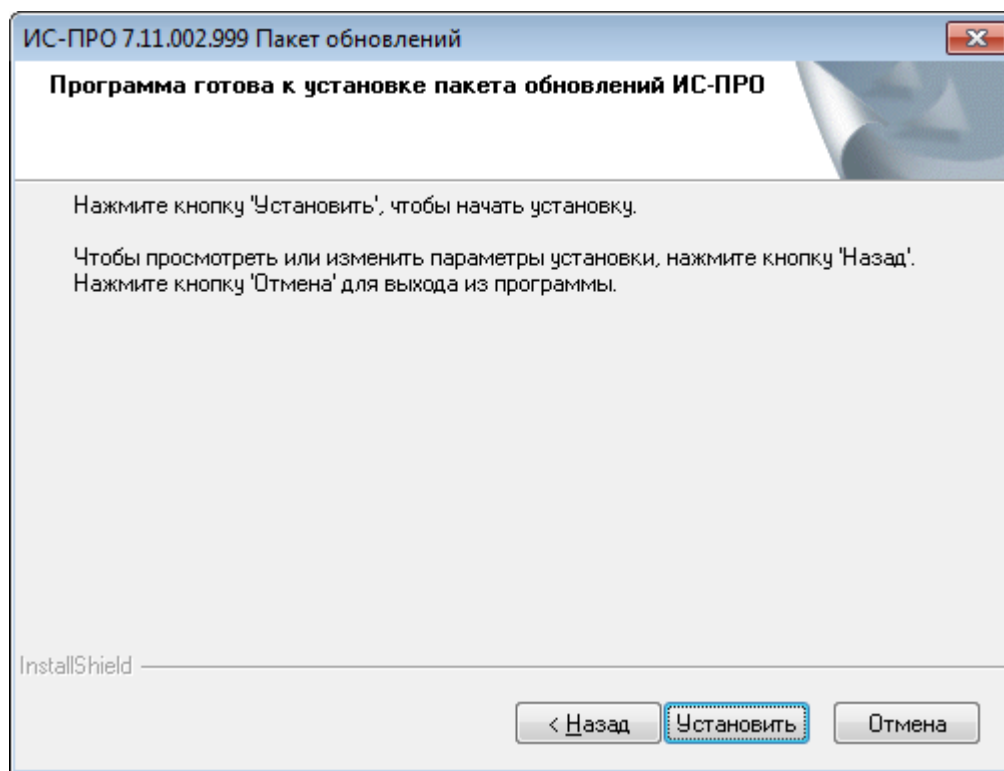 ИС-ПРО 7.11.002.999 Пакет обновлений
Программа готова к установке пакета обновлений ИС-ПРО
Нажмите кнопку 'Установить', чтобы начать установку.
Чтобы просмотреть или изменить параметры установки, нажмите кнопку 'Назад'.
Нажмите кнопку 'Отмена' для выхода из программы.
InstallShield
< Назад Установить Отмена